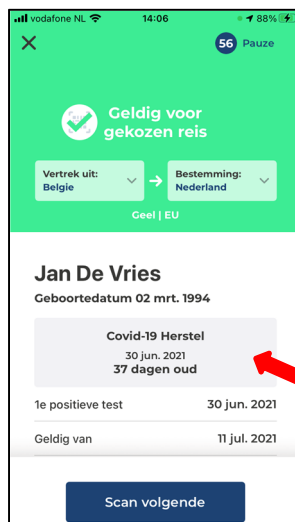 vodafone NL 14:06 88%
56 Pauze
Geldig voor
gekozen reis
Vertrek uit:
Belgie
Bestemming:
Nederland
Geel | EU
Jan De Vries
Geboortedatum 02 mrt. 1994
Covid-19 Herstel
30 jun. 2021
37 dagen oud
1e positieve test 30 jun. 2021
Geldig van 11 jul. 2021
Scan volgende